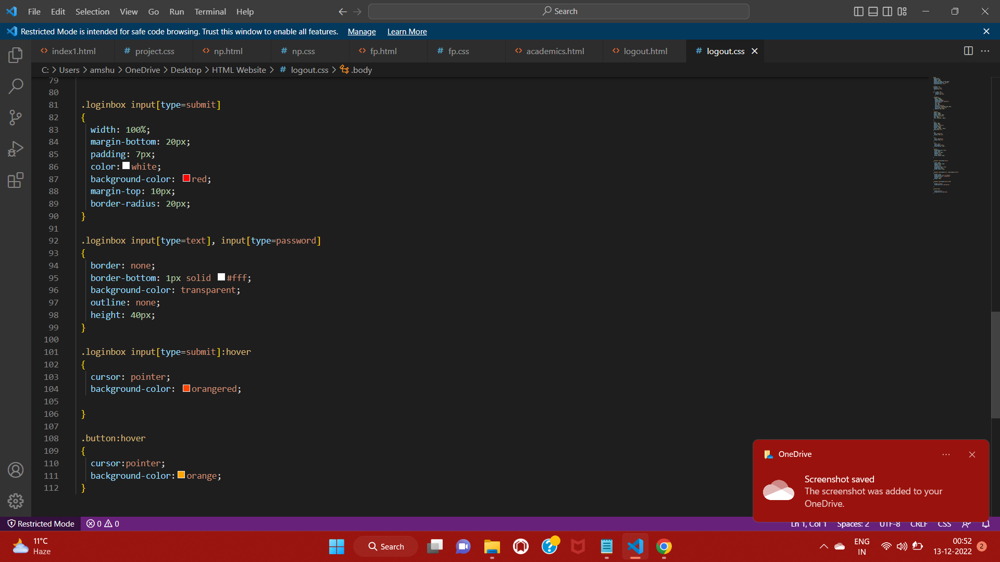 File Edit Selection View Go Run Terminal Help Search
Restricted Mode is intended for safe code browsing. Trust this window to enable all features. Manage Learn More
index1.html project.css np.html np.css fp.html fp.css academics.html logout.html logout.css
C: > Users > amshu > OneDrive > Desktop > HTML Website > # logout.css > .body
79
80
81 .loginbox input[type=submit]
82 {
83 width: 100%;
84 margin-bottom: 20px;
85 padding: 7px;
86 color: white;
87 background-color: red;
88 margin-top: 10px;
89 border-radius: 20px;
90 }
91
92 .loginbox input[type=text], input[type=password]
93 {
94 border: none;
95 border-bottom: 1px solid #fff;
96 background-color: transparent;
97 outline: none;
98 height: 40px;
99 }
100
101 .loginbox input[type=submit]:hover
102 {
103 cursor: pointer;
104 background-color: orangered;
105
106 }
107
108 .button:hover
109 {
110 cursor:pointer;
111 background-color: orange;
112 }
OneDrive
Screenshot saved
The screenshot was added to your
OneDrive.
Restricted Mode 0 0 Ln 1, Col 1 Spaces: 2 UTF-8 CRLF CSS
11°C
Haze
Search
ENG
IN
00:52
13-12-2022
2